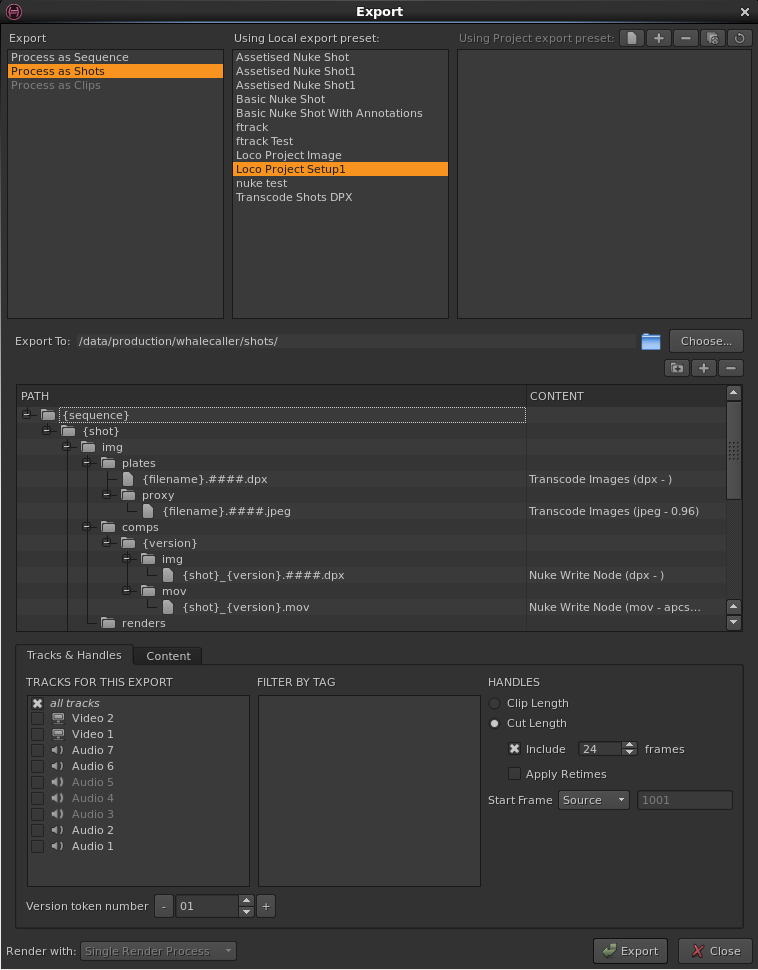 Export
Export
Using Local export preset:
Using Project export preset:
Process as Sequence
Process as Shots
Process as Clips
Assetised Nuke Shot
Assetised Nuke Shot1
Assetised Nuke Shot1
Basic Nuke Shot
Basic Nuke Shot With Annotations
ftrack
ftrack Test
Loco Project Image
Loco Project Setup1
nuke test
Transcode Shots DPX
Export To: /data/production/whalecaller/shots/ Choose...
PATH CONTENT
{sequence}
{shot}
img
plates
{filename}.####.dpx Transcode Images (dpx - )
proxy
{filename}.####.jpeg Transcode Images (jpeg - 0.96)
comps
{version}
img
{shot}_{version}.####.dpx Nuke Write Node (dpx - )
mov
{shot}_{version}.mov Nuke Write Node (mov - apcs...
renders
Tracks & Handles Content
TRACKS FOR THIS EXPORT
all tracks
Video 2
Video 1
Audio 7
Audio 6
Audio 5
Audio 4
Audio 3
Audio 2
Audio 1
FILTER BY TAG
HANDLES
Clip Length
Cut Length
Include 24 frames
Apply Retimes
Start Frame Source 1001
Version token number - 01 +
Render with: Single Render Process Export Close